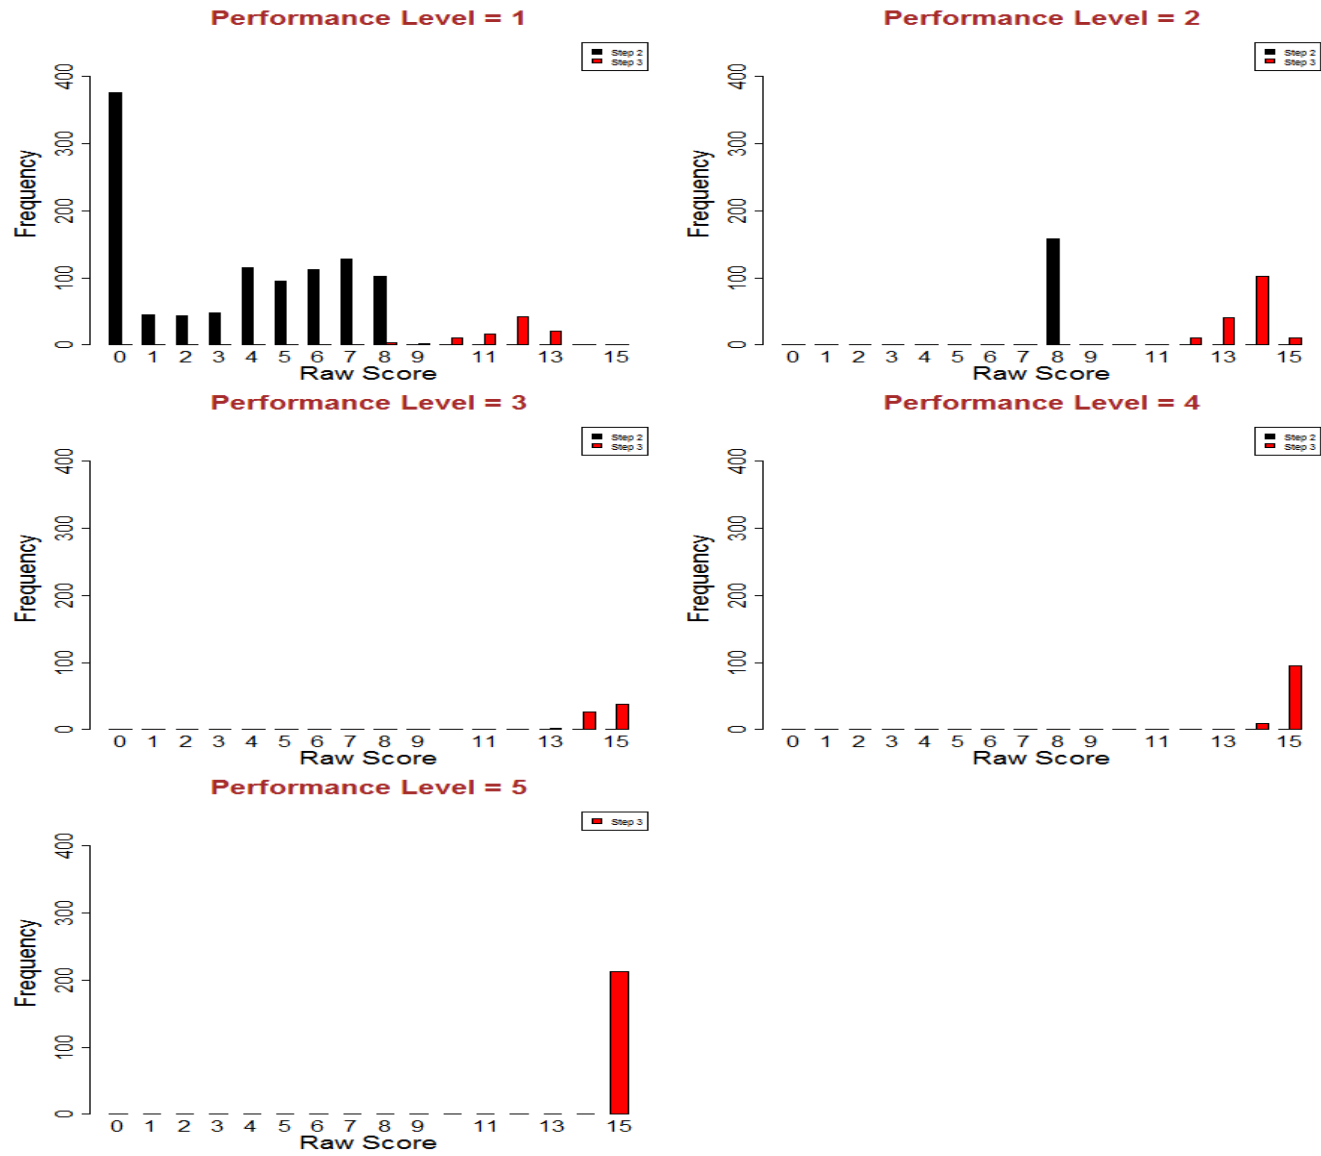 Performance Level = 1
Step 2
Step 3
400
300
200
100
0
Frequency
0 1 2 3 4 5 6 7 8 9 11 13 15
Raw Score
Performance Level = 2
Step 2
Step 3
400
300
200
100
0
Frequency
0 1 2 3 4 5 6 7 8 9 11 13 15
Raw Score
Performance Level = 3
Step 2
Step 3
400
300
200
100
0
Frequency
0 1 2 3 4 5 6 7 8 9 11 13 15
Raw Score
Performance Level = 4
Step 2
Step 3
400
300
200
100
0
Frequency
0 1 2 3 4 5 6 7 8 9 11 13 15
Raw Score
Performance Level = 5
Step 3
400
300
200
100
0
Frequency
0 1 2 3 4 5 6 7 8 9 11 13 15
Raw Score